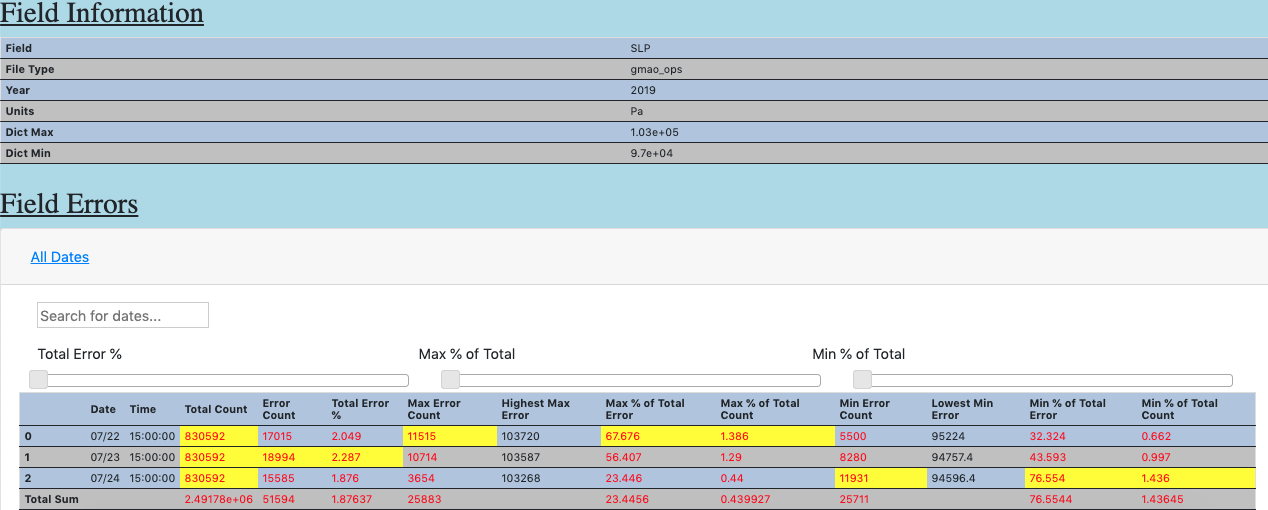 Field Information
Field SLP
File Type gmao_ops
Year 2019
Units Pa
Dict Max 1.03e+05
Dict Min 9.7e+04
Field Errors
All Dates
Search for dates...
Total Error % Max % of Total Min % of Total
Date Time Total Count Error Count Total Error % Max Error Count Highest Max Error Max % of Total Error Max % of Total Count Min Error Count Lowest Min Error Min % of Total Error Min % of Total Count
0 07/22 15:00:00 830592 17015 2.049 11515 103720 67.676 1.386 5500 95224 32.324 0.662
1 07/23 15:00:00 830592 18994 2.287 10714 103587 56.407 1.29 8280 94757.4 43.593 0.997
2 07/24 15:00:00 830592 15585 1.876 3654 103268 23.446 0.44 11931 94596.4 76.554 1.436
Total Sum 2.49178e+06 51594 1.87637 25883 23.4456 0.439927 25711 76.5544 1.43645